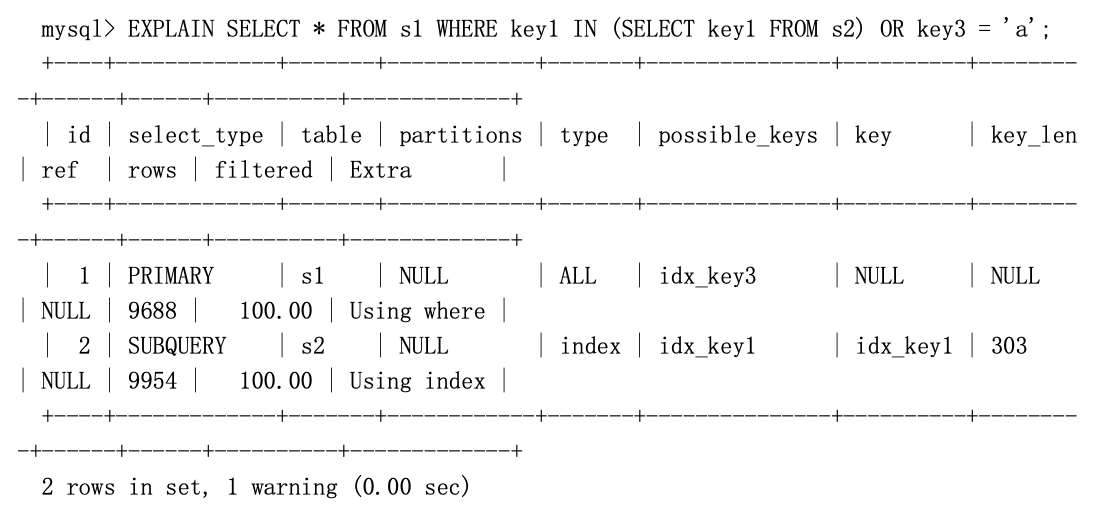 mysql> EXPLAIN SELECT * FROM s1 WHERE key1 IN (SELECT key1 FROM s2) OR key3 = 'a';
+----+-------------+-------+------------+-------+---------------+----------+--------
-+------+------+----------+-------------+
| id | select_type | table | partitions | type  | possible_keys | key      | key_len
| ref  | rows | filtered | Extra       |
+----+-------------+-------+------------+-------+---------------+----------+--------
-+------+------+----------+-------------+
|  1 | PRIMARY     | s1    | NULL       | ALL   | idx_key3      | NULL     | NULL
| NULL | 9688 |   100.00 | Using where |
|  2 | SUBQUERY    | s2    | NULL       | index | idx_key1      | idx_key1 | 303
| NULL | 9954 |   100.00 | Using index |
+----+-------------+-------+------------+-------+---------------+----------+--------
-+------+------+----------+-------------+
2 rows in set, 1 warning (0.00 sec)